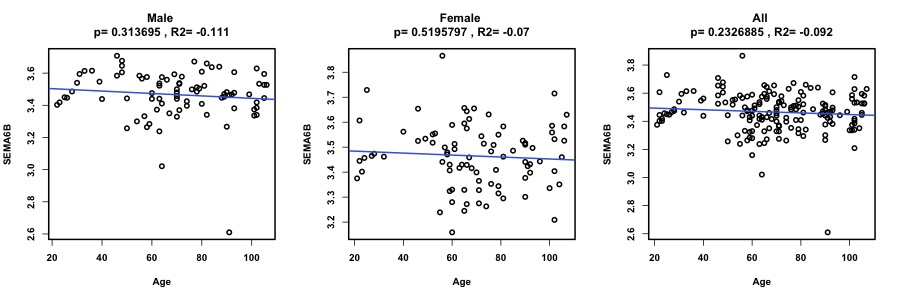 Male
p= 0.313695 , R2= -0.111
SEMA6B
3.6
3.4
3.2
3.0
2.8
2.6
20 40 60 80 100
Age
Female
p= 0.5195797 , R2= -0.07
SEMA6B
3.8
3.7
3.6
3.5
3.4
3.3
3.2
20 40 60 80 100
Age
All
p= 0.2326885 , R2= -0.092
SEMA6B
3.8
3.6
3.4
3.2
3.0
2.8
2.6
20 40 60 80 100
Age